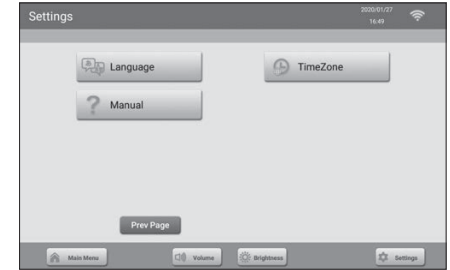 Settings
2020/01/27
16:49
Language
TimeZone
Manual
Prev Page
Main Menu
Volume
Brightness
Settings